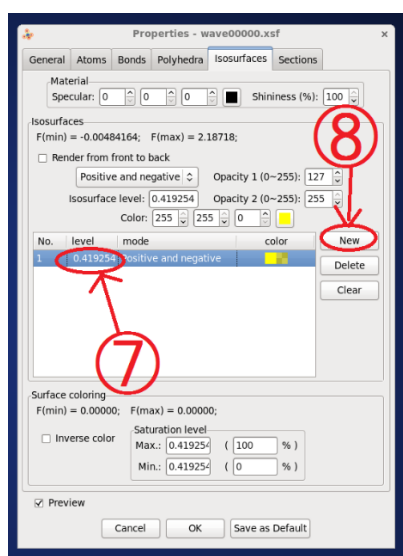 Properties - wave00000.xsf
General Atoms Bonds Polyhedra Isosurfaces Sections
Material
Specular: 0 0 0 Shininess (%): 100
Isosurfaces
F(min) = -0.00484164; F(max) = 2.18718;
Render from front to back
Positive and negative Opacity 1 (0~255): 127
Isosurface level: 0.419254 Opacity 2 (0~255): 255
Color: 255 255 0
⑧
No. level mode color New
1 0.419254 Positive and negative
Delete
Clear
⑦
Surface coloring
F(min) = 0.00000; F(max) = 0.00000;
Saturation level
Inverse color Max.: 0.419254 ( 100 % )
Min.: 0.419254 ( 0 % )
Preview
Cancel OK Save as Default